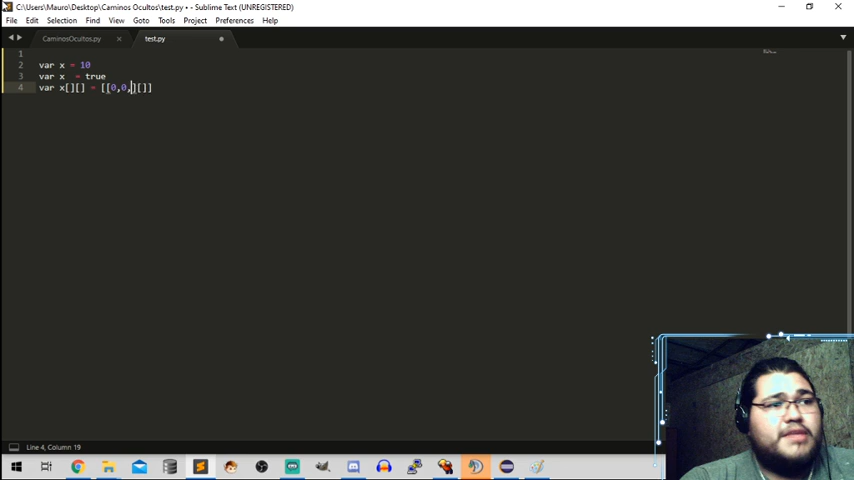 C:\Users\Mauro\Desktop\Caminos Ocultos\test.py • - Sublime Text (UNREGISTERED)
File Edit Selection Find View Goto Tools Project Preferences Help
CaminosOcultos.py test.py
1
2 var x = 10
3 var x  = true
4 var x[][] = [[0,0,][]]
Line 4, Column 19